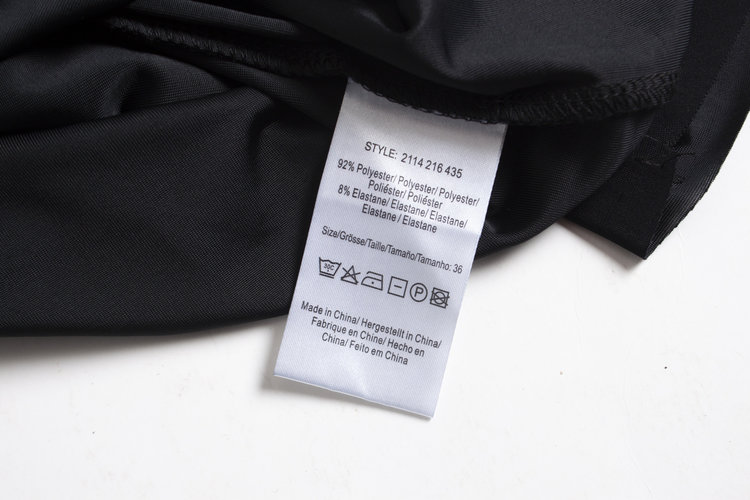 STYLE: 2114 216 435
92% Polyester/ Polyester/ Polyester/
Poliéster/ Poliéster
8% Elastane/ Elastane/ Elastane/
Elastane / Elastane
Size/Grösse/Taille/Tamaño/Tamanho: 36
30C P
Made in China/ Hergestellt in China/
Fabrique en Chine/ Hecho en
China/ Feito em China